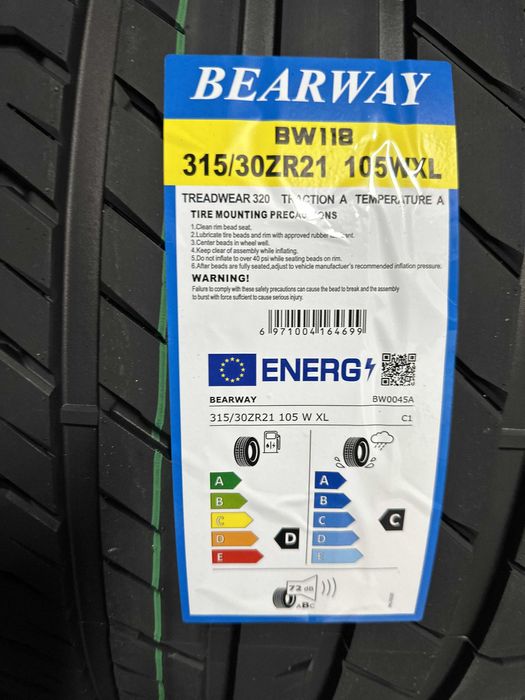 BEARWAY
BW118
315/30ZR21 105WXL
TREADWEAR 320 TRACTION A TEMPERATURE A
TIRE MOUNTING PRECAUTIONS
1.Clean rim bead seat.
2.Lubricate tire beads and rim with approved rubber lubricant.
3.Center beads in wheel well.
4.Keep clear of assembly while inflating.
5.Do not inflate to over 40 psi while seating beads on rim.
6.After beads are fully seated,adjust to vehicle manufactuer's recommended inflation pressure.
WARNING!
Failure to comply with these safety precautions can cause the bead to break and the assembly
to burst with force sufficient to cause serious injury.
6 971004 164699
ENERG
BEARWAY BW004SA
315/30ZR21 105 W XL C1
A A
B B
C C C
D D D
E E
72 dB
ABC